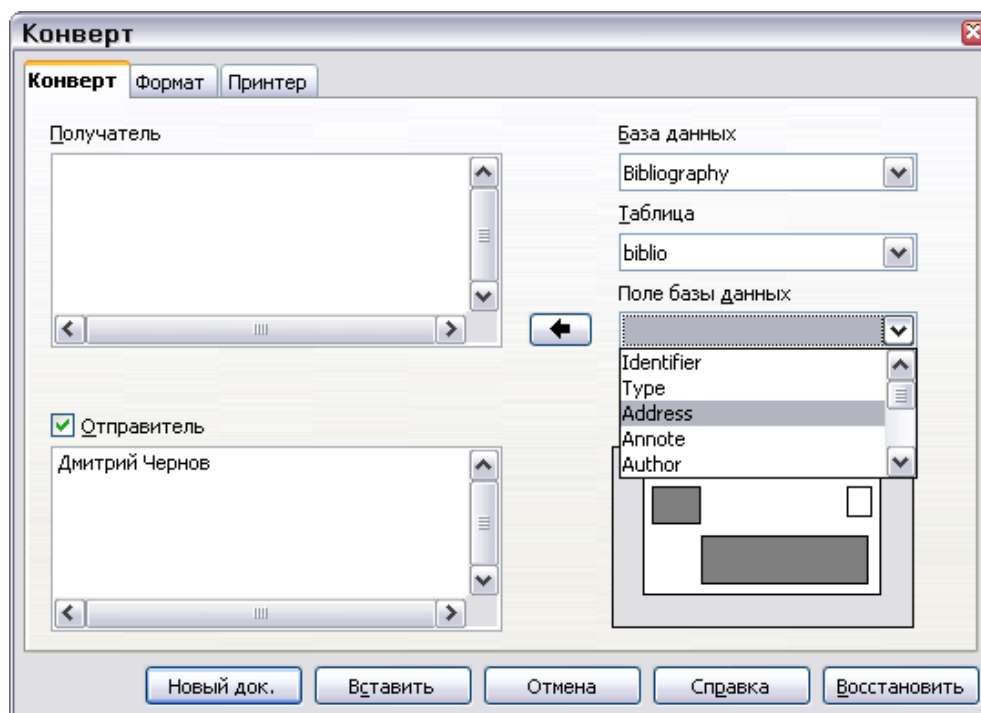 Конверт
Конверт Формат Принтер
Получатель
База данных
Bibliography
Таблица
biblio
Поле базы данных
Identifier
Type
Address
Annote
Author
Отправитель
Дмитрий Чернов
Новый док. Вставить Отмена Справка Восстановить